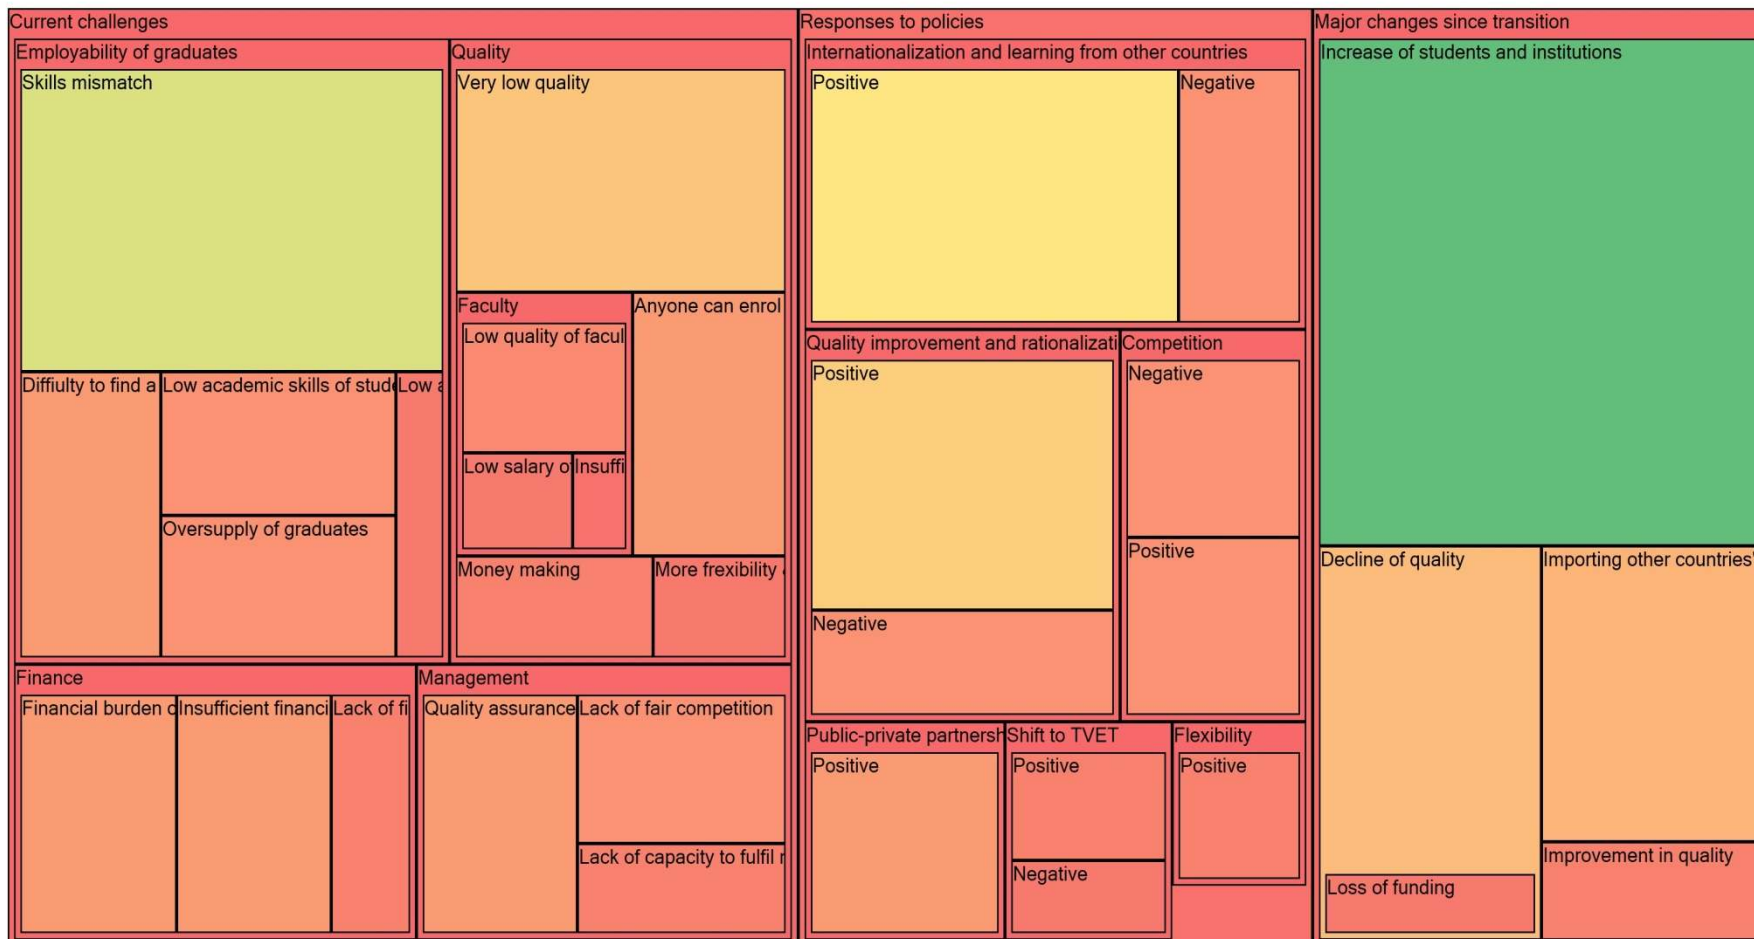 Current challenges
Employability of graduates
Skills mismatch
Diffiulty to find a
Low academic skills of stude
Low a
Oversupply of graduates
Quality
Very low quality
Faculty
Low quality of facul
Low salary of
Insuffi
Anyone can enrol
Money making
More frexibility
Finance
Financial burden o
Insufficient financi
Lack of fi
Management
Quality assurance
Lack of fair competition
Lack of capacity to fulfil r
Responses to policies
Internationalization and learning from other countries
Positive
Negative
Quality improvement and rationalizati
Positive
Negative
Competition
Negative
Positive
Public-private partnersh
Positive
Shift to TVET
Positive
Negative
Flexibility
Positive
Major changes since transition
Increase of students and institutions
Decline of quality
Loss of funding
Importing other countries'
Improvement in quality